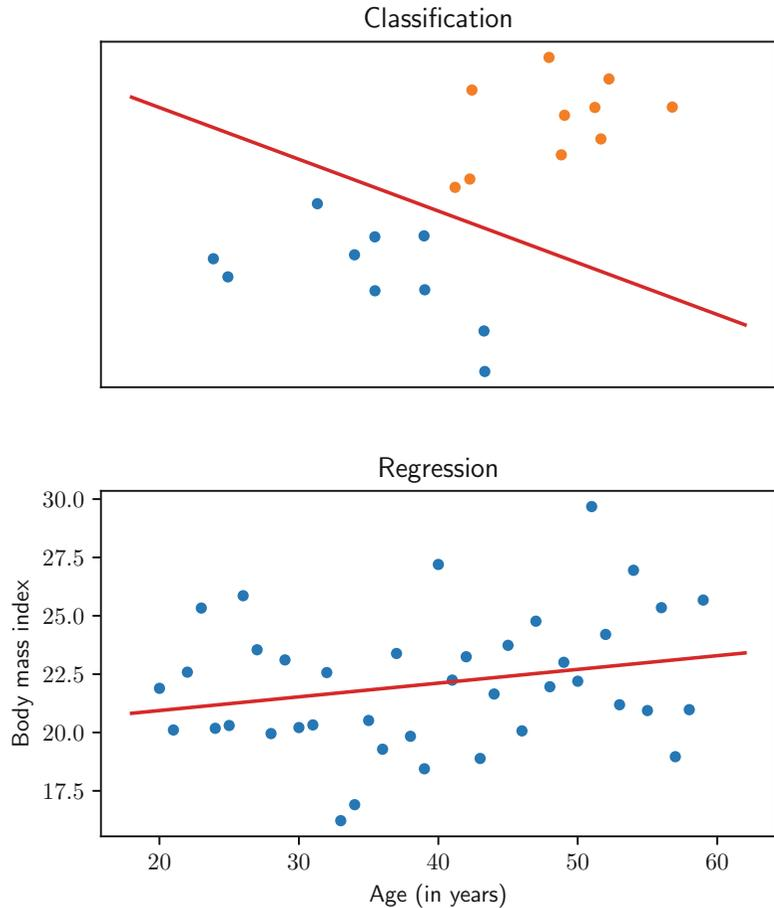 Classification
Regression
30.0
27.5
25.0
22.5
20.0
17.5
Body mass index
20 30 40 50 60
Age (in years)